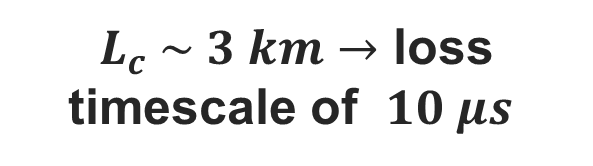 L_c ~ 3 km → loss
timescale of 10 μs